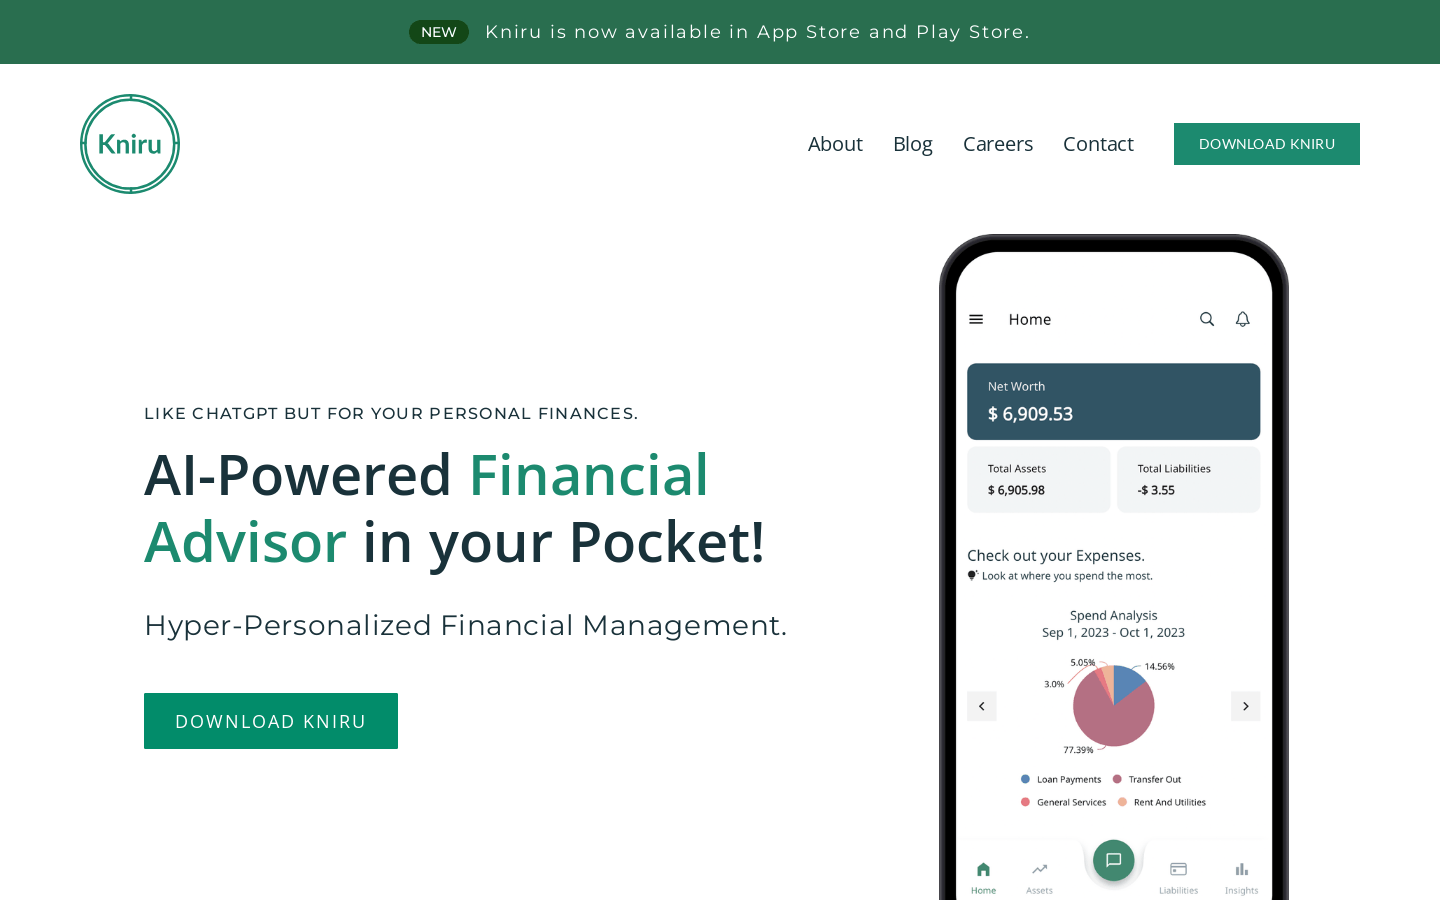 NEW Kniru is now available in App Store and Play Store.
Kniru
About Blog Careers Contact DOWNLOAD KNIRU
LIKE CHATGPT BUT FOR YOUR PERSONAL FINANCES.
AI-Powered Financial
Advisor in your Pocket!
Hyper-Personalized Financial Management.
DOWNLOAD KNIRU
Home
Net Worth
$ 6,909.53
Total Assets
$ 6,905.98
Total Liabilities
-$ 3.55
Check out your Expenses.
Look at where you spend the most.
Spend Analysis
Sep 1, 2023 - Oct 1, 2023
5.05%
14.56%
3.0%
77.39%
Loan Payments Transfer Out
General Services Rent And Utilities
Home Assets Liabilities Insights